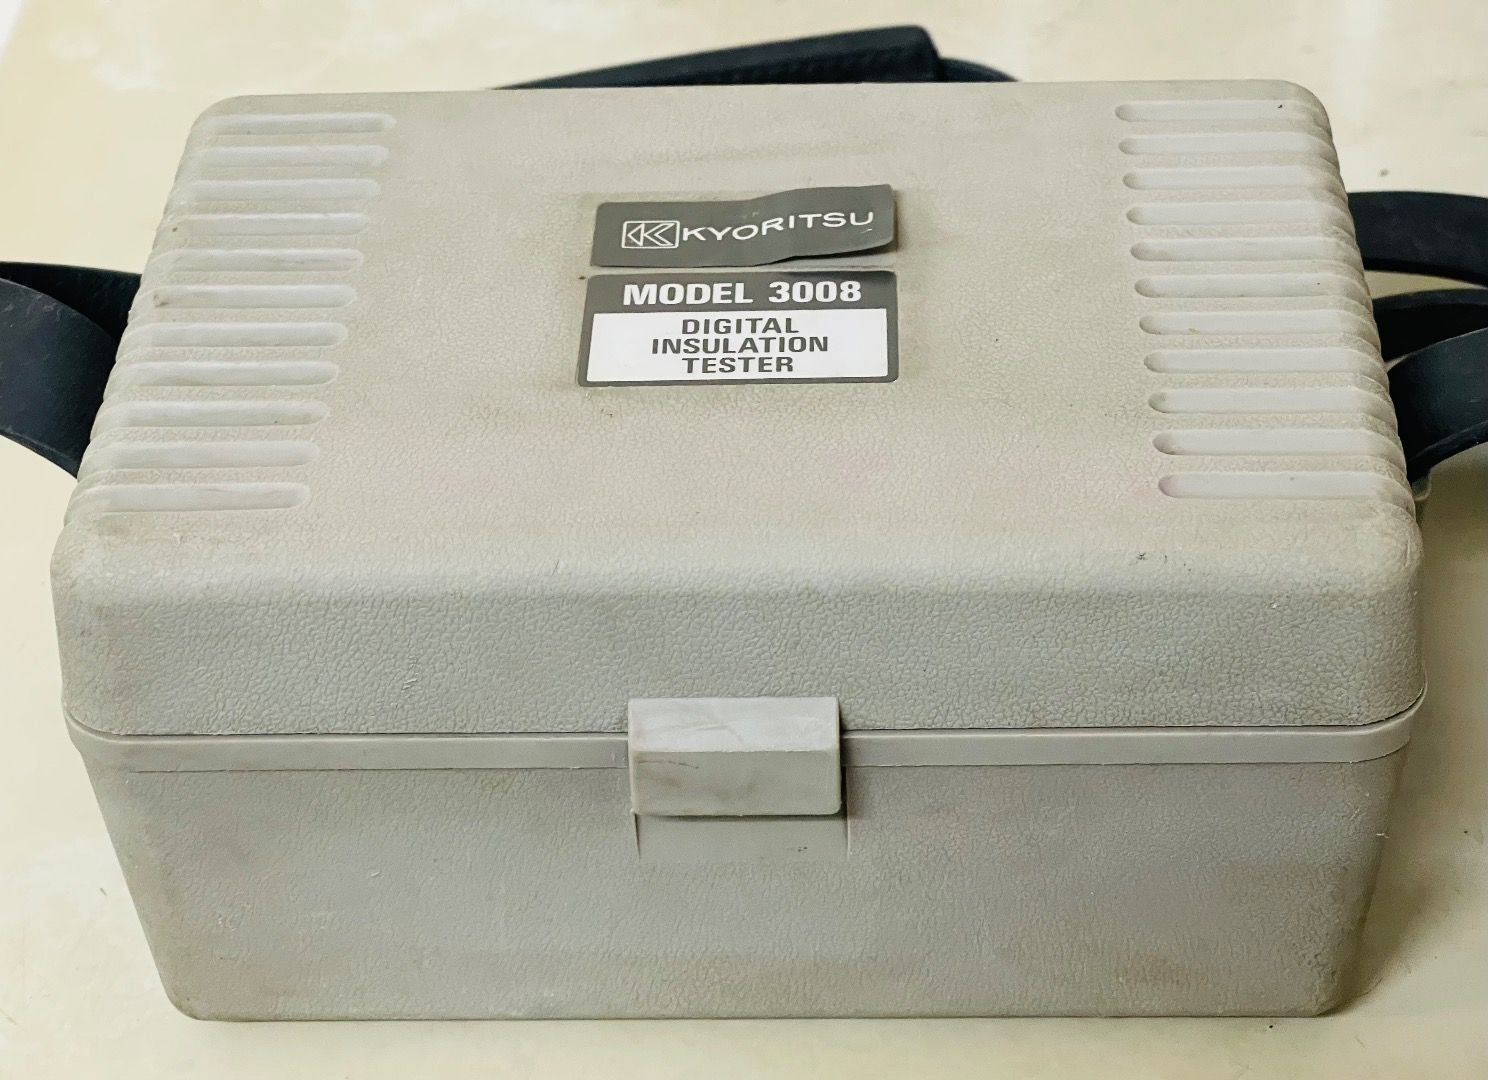 KYORITSU
MODEL 3008
DIGITAL
INSULATION
TESTER